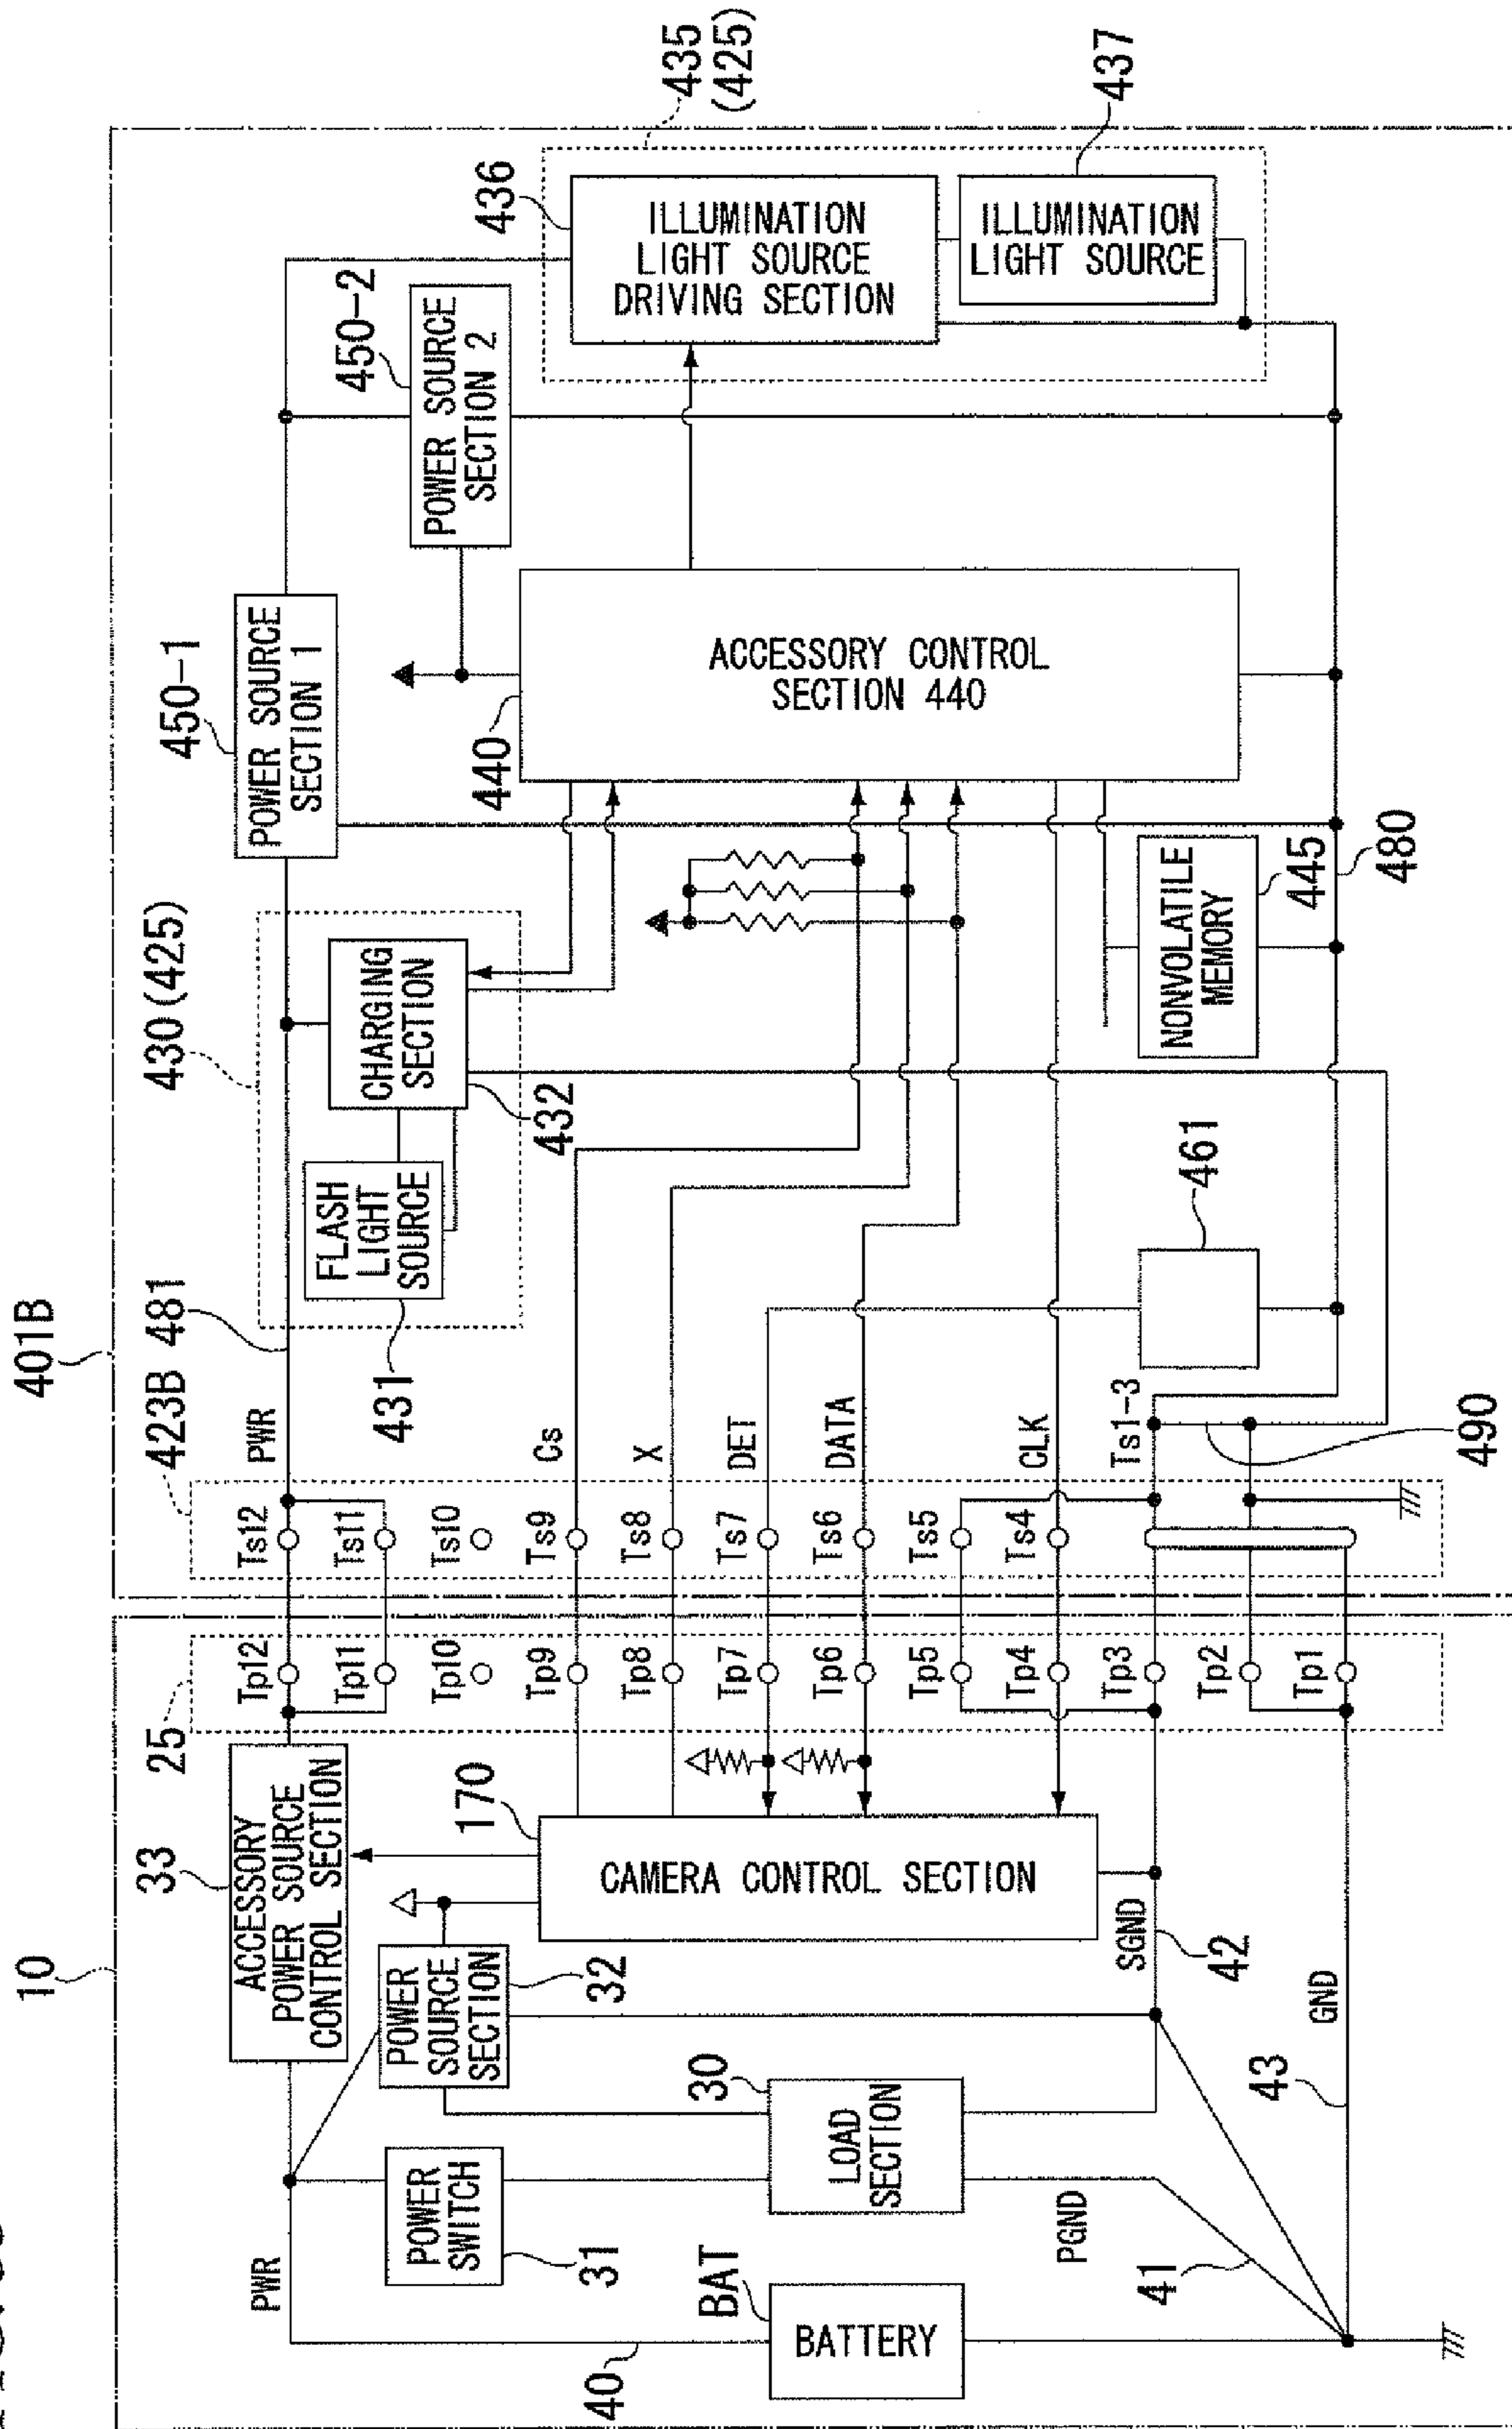 10
401B
33
25
423B
481
430 (425)
450-1
450-2
436
435
(425)
437
PWR
ACCESSORY
POWER SOURCE
CONTROL SECTION
Tp12
Tp11
Tp10
Tp9
Tp8
Tp7
Tp6
Tp5
Tp4
Tp3
Tp2
Tp1
Ts12
Ts11
Ts10
Ts9
Ts8
Ts7
Ts6
Ts5
Ts4
Ts1-3
PWR
Cs
X
DET
DATA
CLK
FLASH
LIGHT
SOURCE
431
CHARGING
SECTION
432
POWER SOURCE
SECTION 1
POWER SOURCE
SECTION 2
ILLUMINATION
LIGHT SOURCE
DRIVING SECTION
ILLUMINATION
LIGHT SOURCE
440
ACCESSORY CONTROL
SECTION 440
NONVOLATILE
MEMORY
445
480
461
490
POWER
SWITCH
31
POWER
SOURCE
SECTION
32
170
CAMERA CONTROL SECTION
30
LOAD
SECTION
BAT
BATTERY
40
PGND
41
SGND
42
GND
43